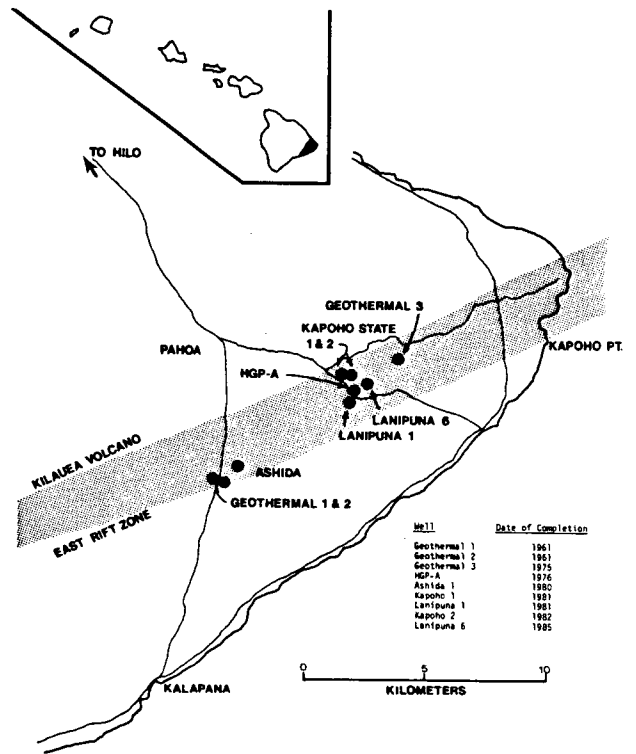 TO HILO
GEOTHERMAL 3
KAPOHO STATE
1 & 2
PAHOA
KAPOHO PT.
HGP-A
LANIPUNA 6
LANIPUNA 1
KILAUEA VOLCANO
ASHIDA
GEOTHERMAL 1 & 2
EAST RIFT ZONE
Well Date of Completion
Geothermal 1 1961
Geothermal 2 1961
Geothermal 3 1975
HGP-A 1976
Ashida 1 1980
Kapoho 1 1981
Lanipuna 1 1981
Kapoho 2 1982
Lanipuna 6 1985
0 5 10
KILOMETERS
KALAPANA